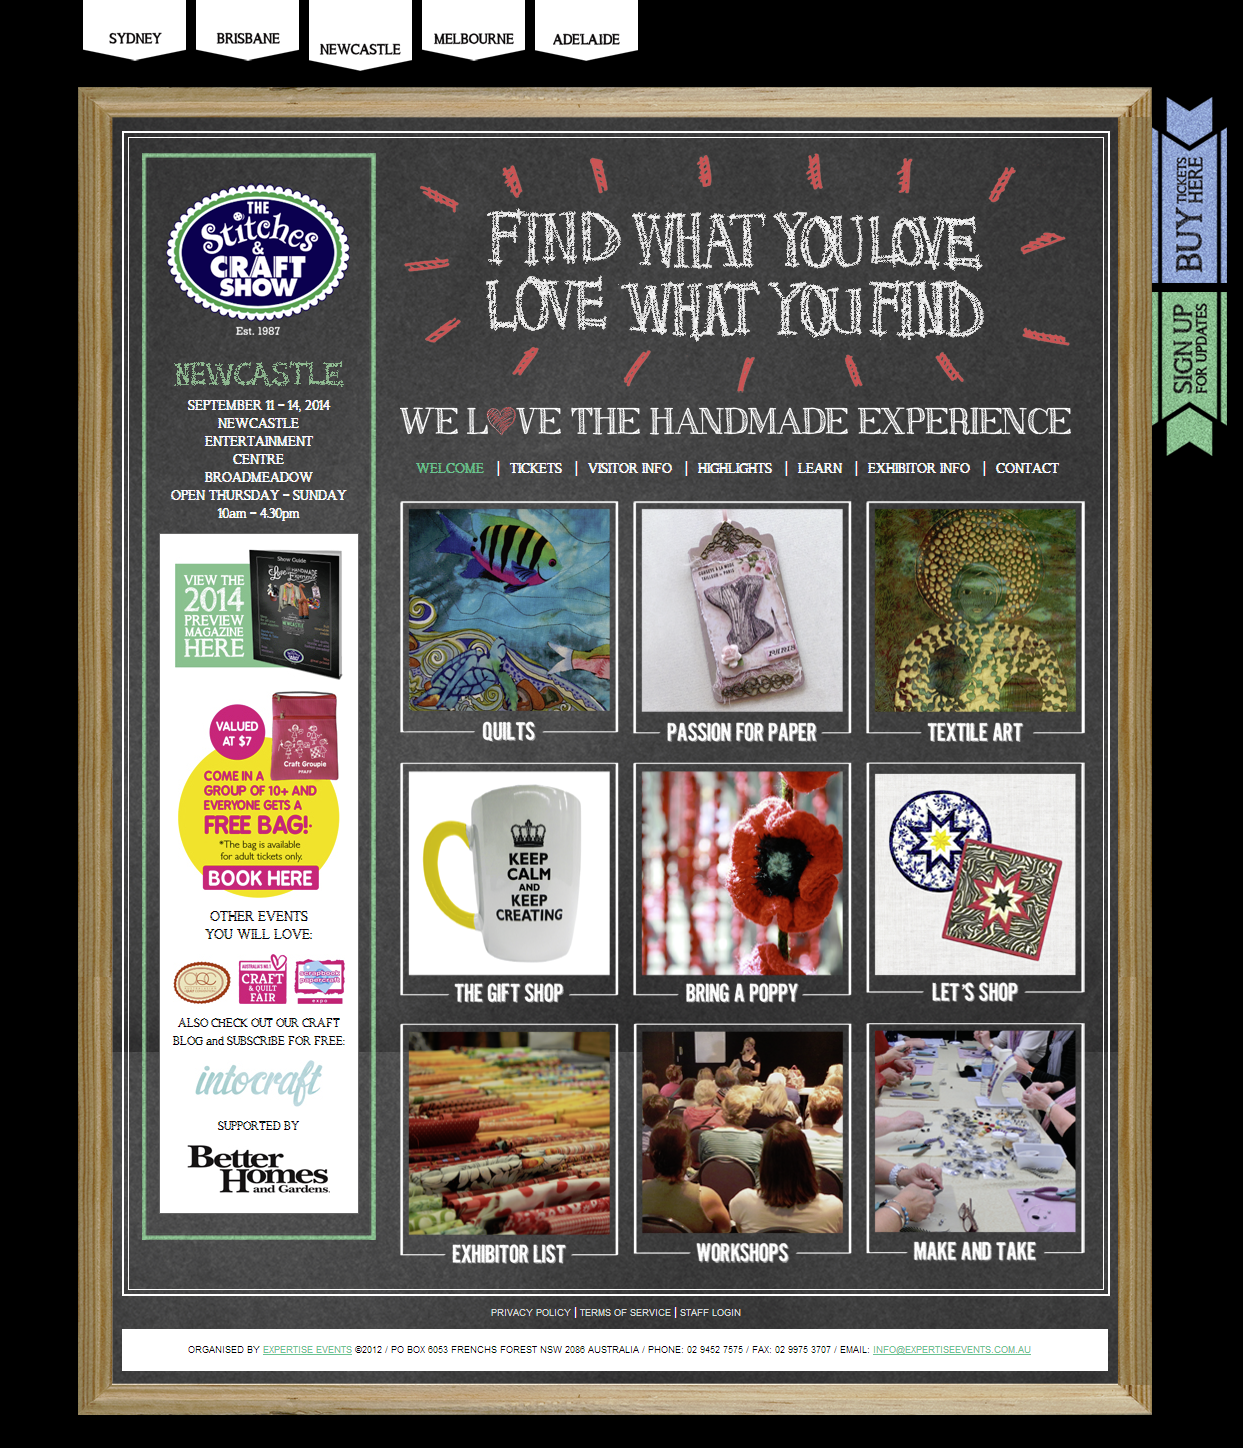 SYDNEY
BRISBANE
NEWCASTLE
MELBOURNE
ADELAIDE
BUY TICKETS HERE
SIGN UP FOR UPDATES
THE
Stitches
&
CRAFT
SHOW
Est. 1987
NEWCASTLE
SEPTEMBER 11 - 14, 2014
NEWCASTLE
ENTERTAINMENT
CENTRE
BROADMEADOW
OPEN THURSDAY - SUNDAY
10am - 4.30pm
VIEW THE
2014
PREVIEW
MAGAZINE
HERE
Show Guide
VALUED
AT $7
Craft Groupie
PFAFF
COME IN A
GROUP OF 10+ AND
EVERYONE GETS A
FREE BAG!*
*The bag is available
for adult tickets only.
BOOK HERE
OTHER EVENTS
YOU WILL LOVE:
AUSTRALIA'S NO.1
CRAFT
& QUILT
FAIR
scrapbook
papercraft
expo
ALSO CHECK OUT OUR CRAFT
BLOG and SUBSCRIBE FOR FREE:
intocraft
SUPPORTED BY
Better
Homes
and Gardens.
FIND WHAT YOU LOVE
LOVE WHAT YOU FIND
WE LOVE THE HANDMADE EXPERIENCE
WELCOME | TICKETS | VISITOR INFO | HIGHLIGHTS | LEARN | EXHIBITOR INFO | CONTACT
QUILTS
PASSION FOR PAPER
TEXTILE ART
KEEP
CALM
AND
KEEP
CREATING
THE GIFT SHOP
BRING A POPPY
LET'S SHOP
EXHIBITOR LIST
WORKSHOPS
MAKE AND TAKE
PRIVACY POLICY | TERMS OF SERVICE | STAFF LOGIN
ORGANISED BY EXPERTISE EVENTS ©2012 / PO BOX 6053 FRENCHS FOREST NSW 2086 AUSTRALIA / PHONE: 02 9452 7575 / FAX: 02 9975 3707 / EMAIL: INFO@EXPERTISEEVENTS.COM.AU